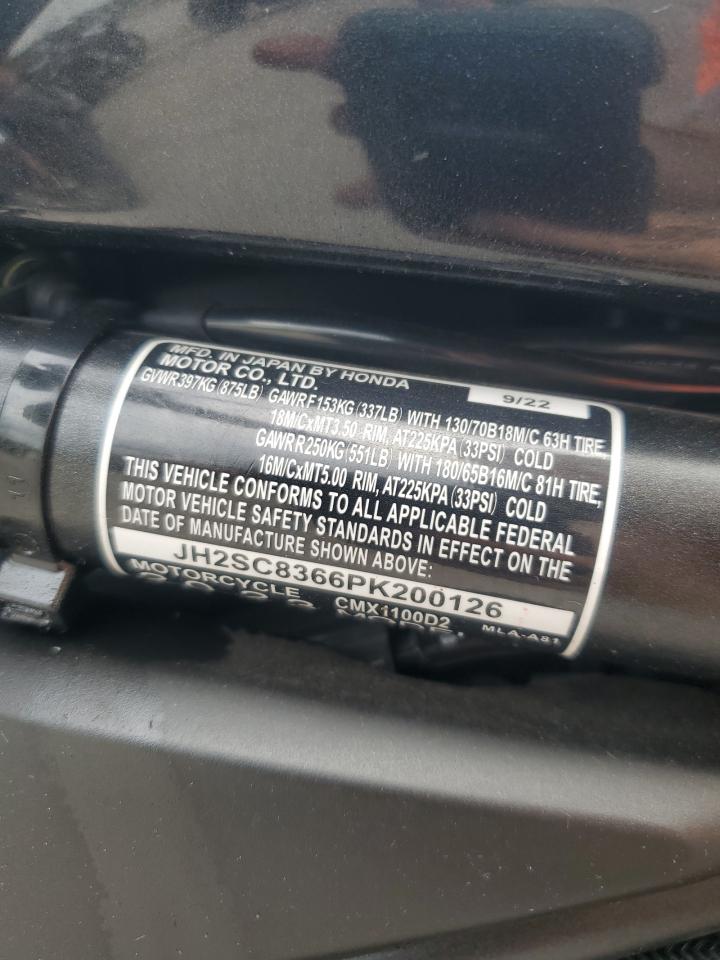 MFD. IN JAPAN BY HONDA
MOTOR CO., LTD.
9/22
GVWR397KG (875LB) GAWR F153KG (337LB) WITH 130/70B18M/C 63H TIRE,
18M/CxMT3.50 RIM, AT225KPA (33PSI) COLD
GAWR R250KG (551LB) WITH 180/65B16M/C 81H TIRE,
16M/CxMT5.00 RIM, AT225KPA (33PSI) COLD
THIS VEHICLE CONFORMS TO ALL APPLICABLE FEDERAL
MOTOR VEHICLE SAFETY STANDARDS IN EFFECT ON THE
DATE OF MANUFACTURE SHOWN ABOVE:
JH2SC8366PK200126
MOTORCYCLE CMX1100D2 MLA-A81